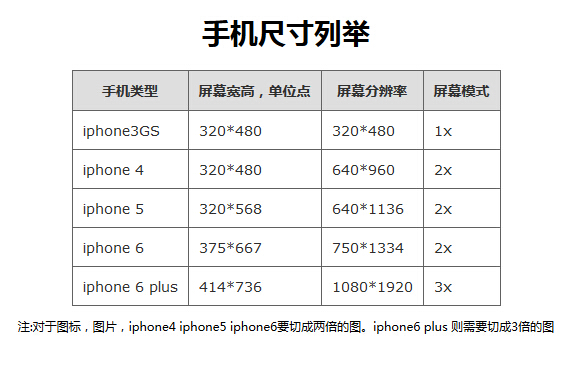 手机尺寸列举
手机类型 屏幕宽高，单位点 屏幕分辨率 屏幕模式
iphone3GS 320*480 320*480 1x
iphone 4 320*480 640*960 2x
iphone 5 320*568 640*1136 2x
iphone 6 375*667 750*1334 2x
iphone 6 plus 414*736 1080*1920 3x
注:对于图标，图片，iphone4 iphone5 iphone6要切成两倍的图。iphone6 plus 则需要切成3倍的图